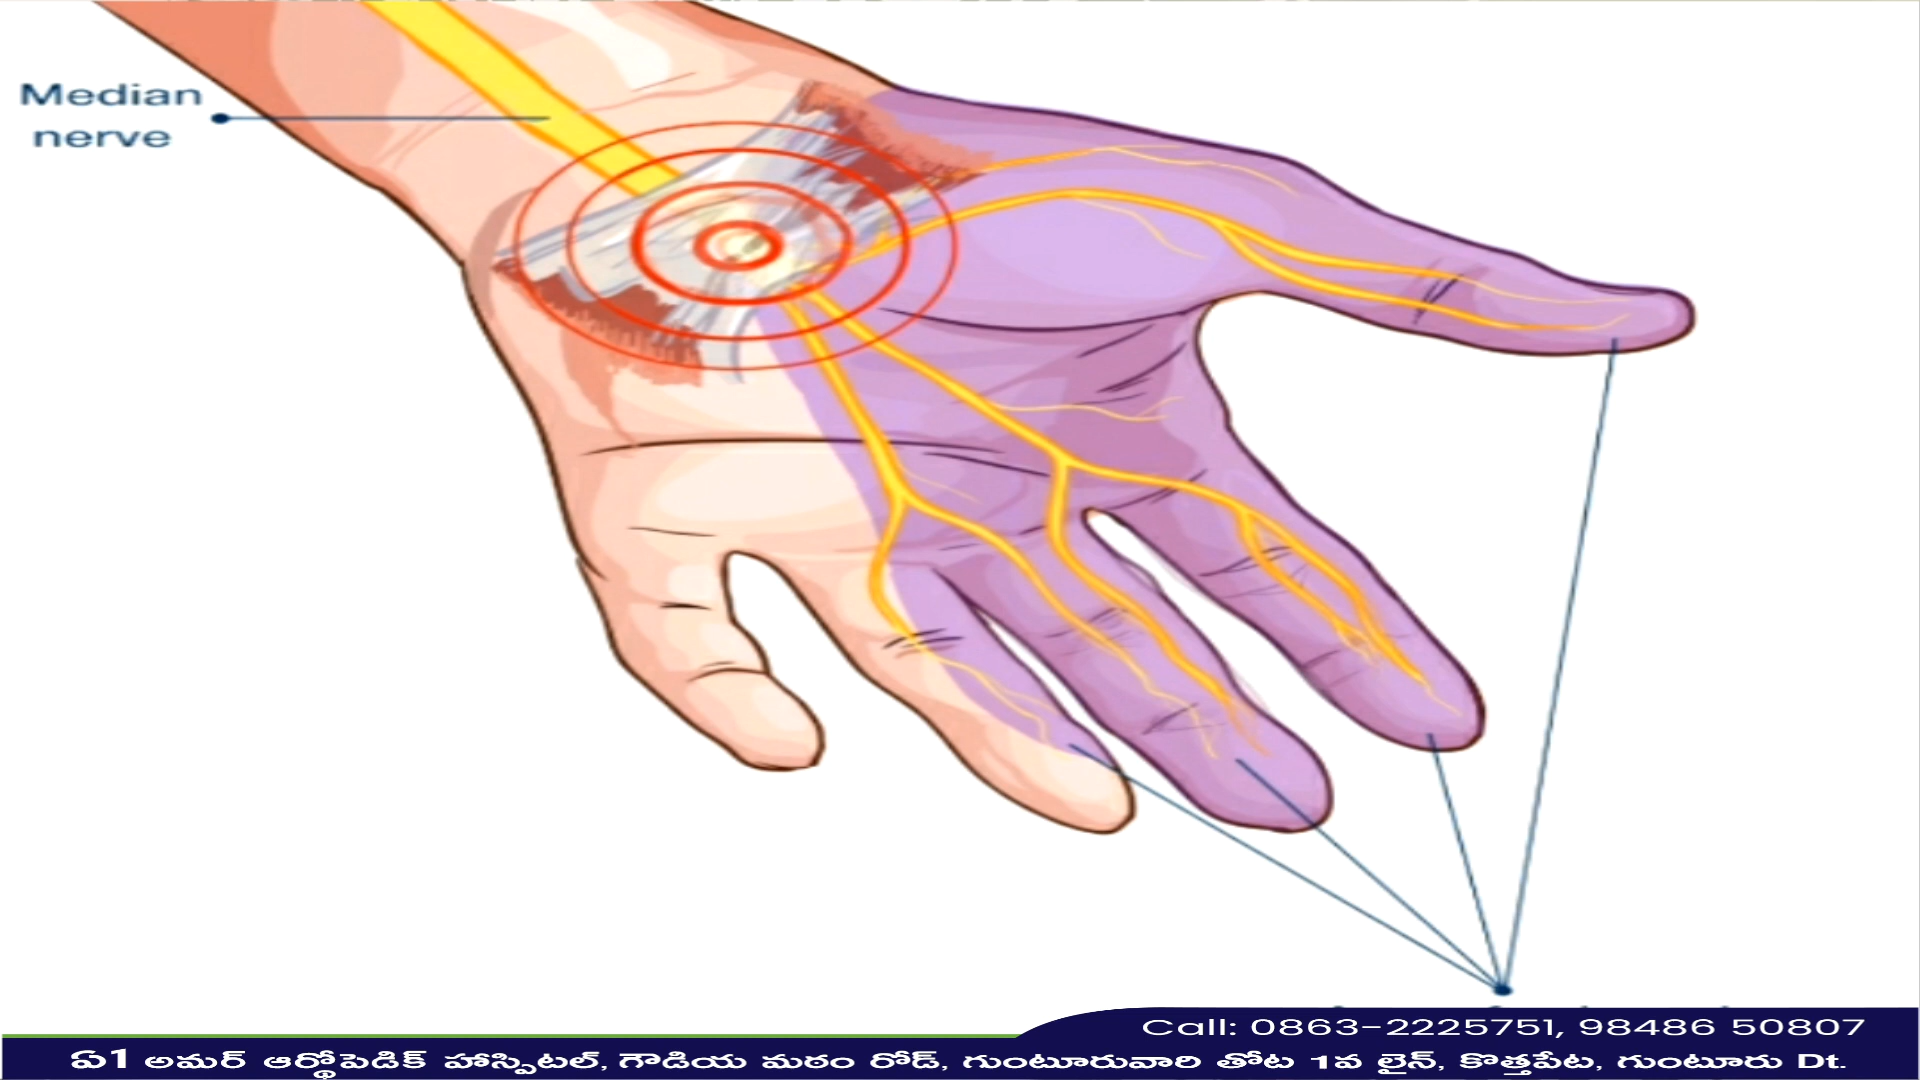 Median
nerve
Call: 0863-2225751, 98486 50807
ఏ1 అమర్ ఆర్థోపెడిక్ హాస్పిటల్, గౌడియ మఠం రోడ్, గుంటూరువారి తోట 1వ లైన్, కొత్తపేట, గుంటూరు Dt.